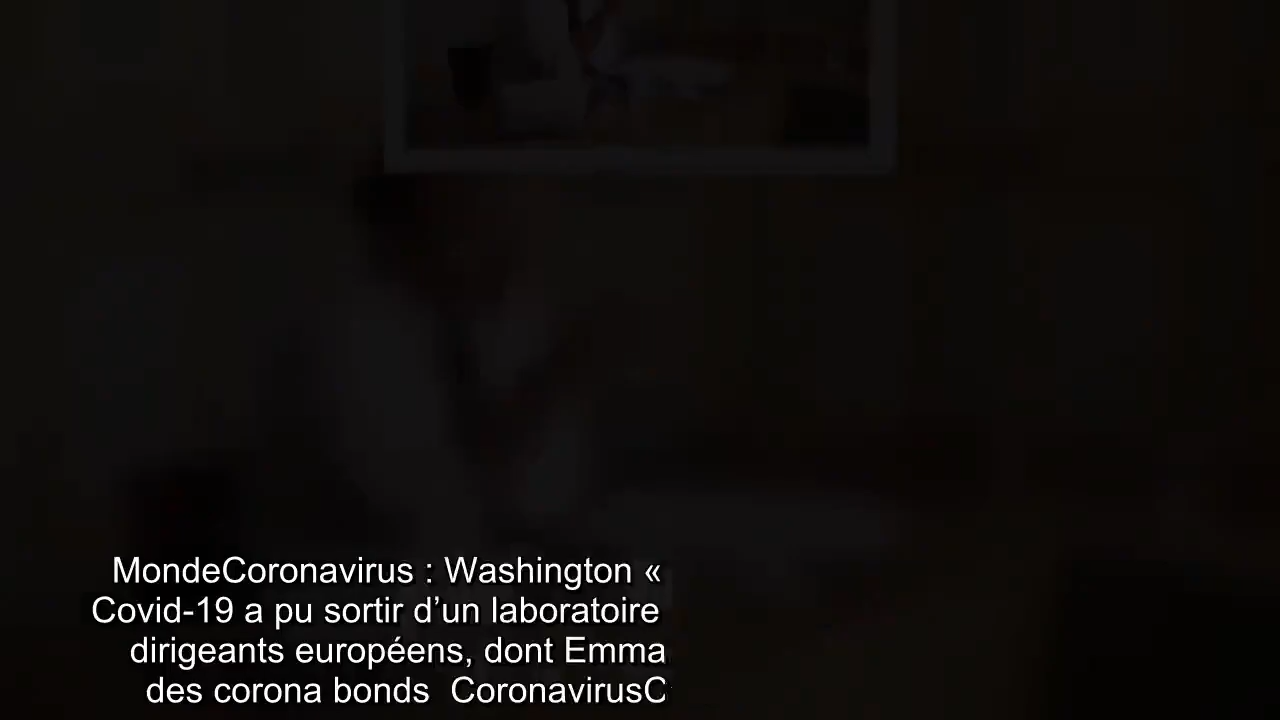 MondeCoronavirus : Washington «
Covid-19 a pu sortir d’un laboratoire
dirigeants européens, dont Emma
des corona bonds CoronavirusC